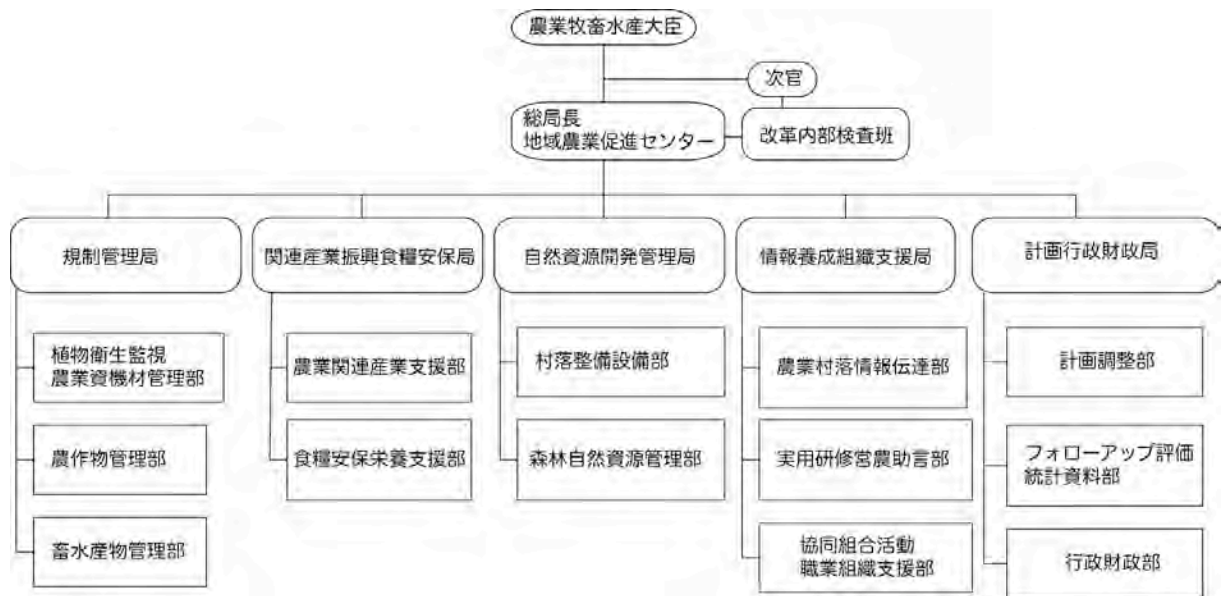 農業牧畜水産大臣
次官
総局長
地域農業促進センター
改革内部検査班
規制管理局
関連産業振興食糧安保局
自然資源開発管理局
情報養成組織支援局
計画行政財政局
植物衛生監視
農業資機材管理部
農作物管理部
畜水産物管理部
農業関連産業支援部
食糧安保栄養支援部
村落整備設備部
森林自然資源管理部
農業村落情報伝達部
実用研修営農助言部
協同組合活動
職業組織支援部
計画調整部
フォローアップ評価
統計資料部
行政財政部